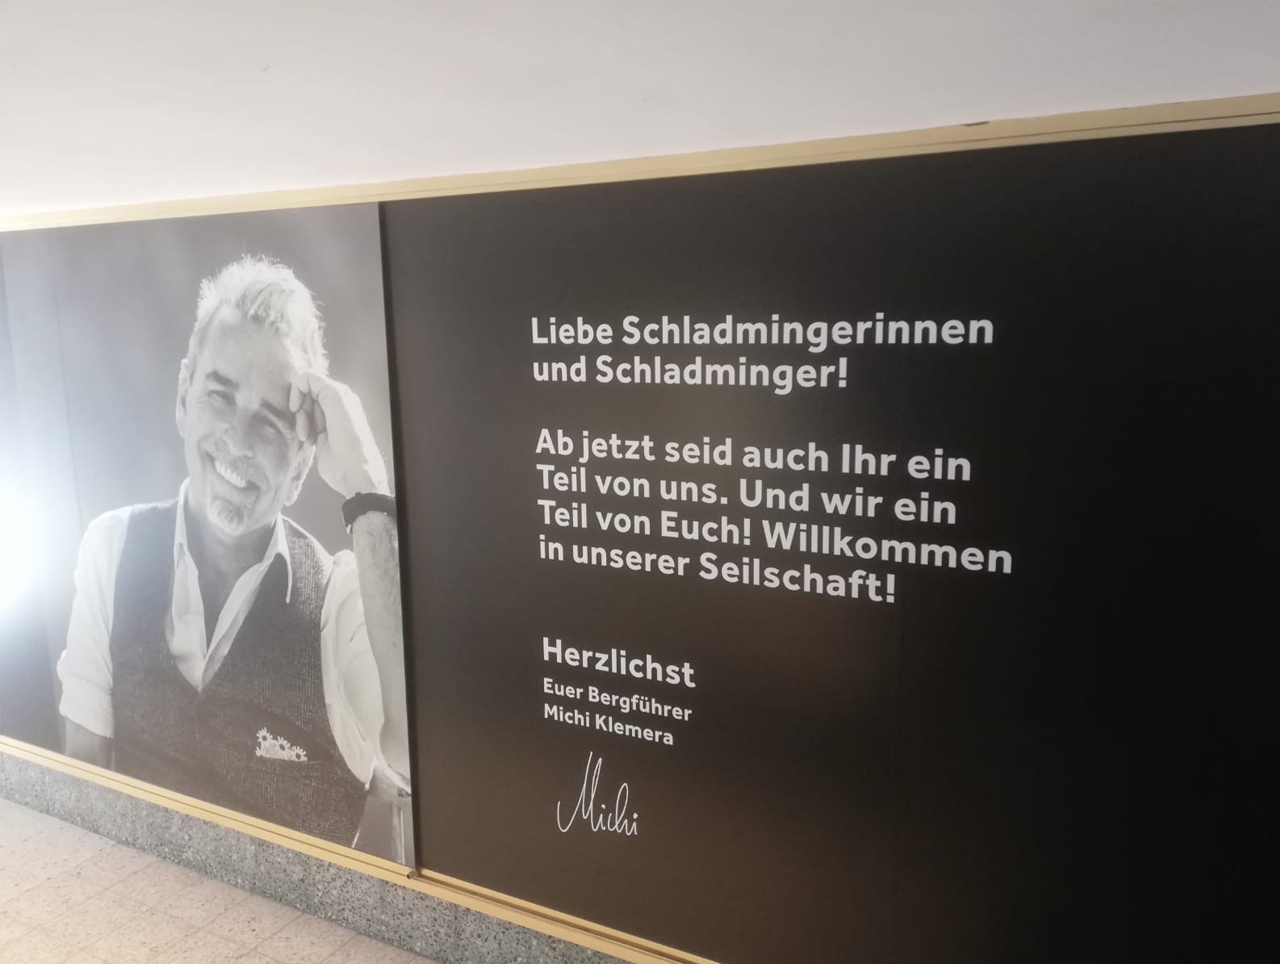 Liebe Schladmingerinnen
und Schladminger!
Ab jetzt seid auch Ihr ein
Teil von uns. Und wir ein
Teil von Euch! Willkommen
in unserer Seilschaft!
Herzlichst
Euer Bergführer
Michi Klemera
Michi